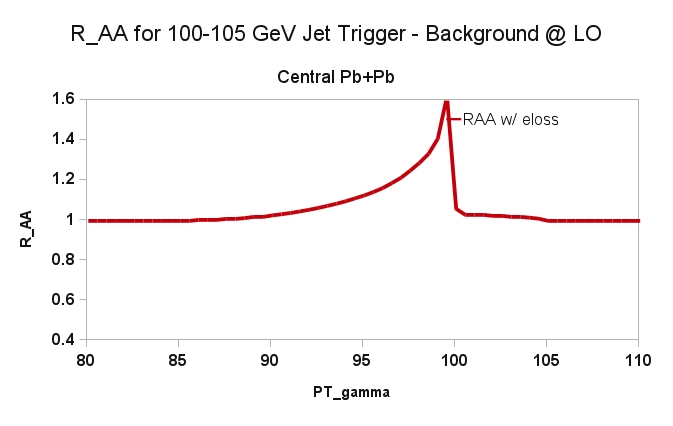 R_AA for 100-105 GeV Jet Trigger - Background @ LO
Central Pb+Pb
1.6
RAA w/ eloss
1.4
1.2
1
R_AA
0.8
0.6
0.4
80 85 90 95 100 105 110
PT_gamma